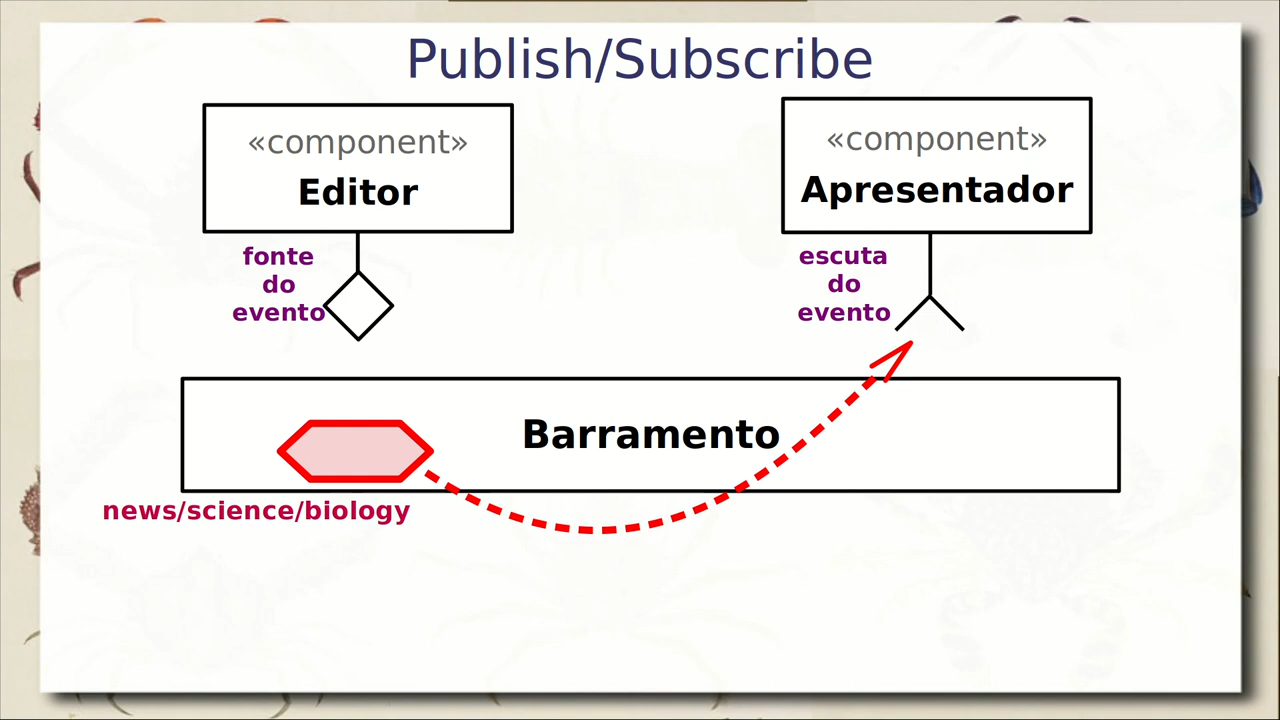 Publish/Subscribe
«component»
Editor
«component»
Apresentador
fonte
do
evento
escuta
do
evento
Barramento
news/science/biology